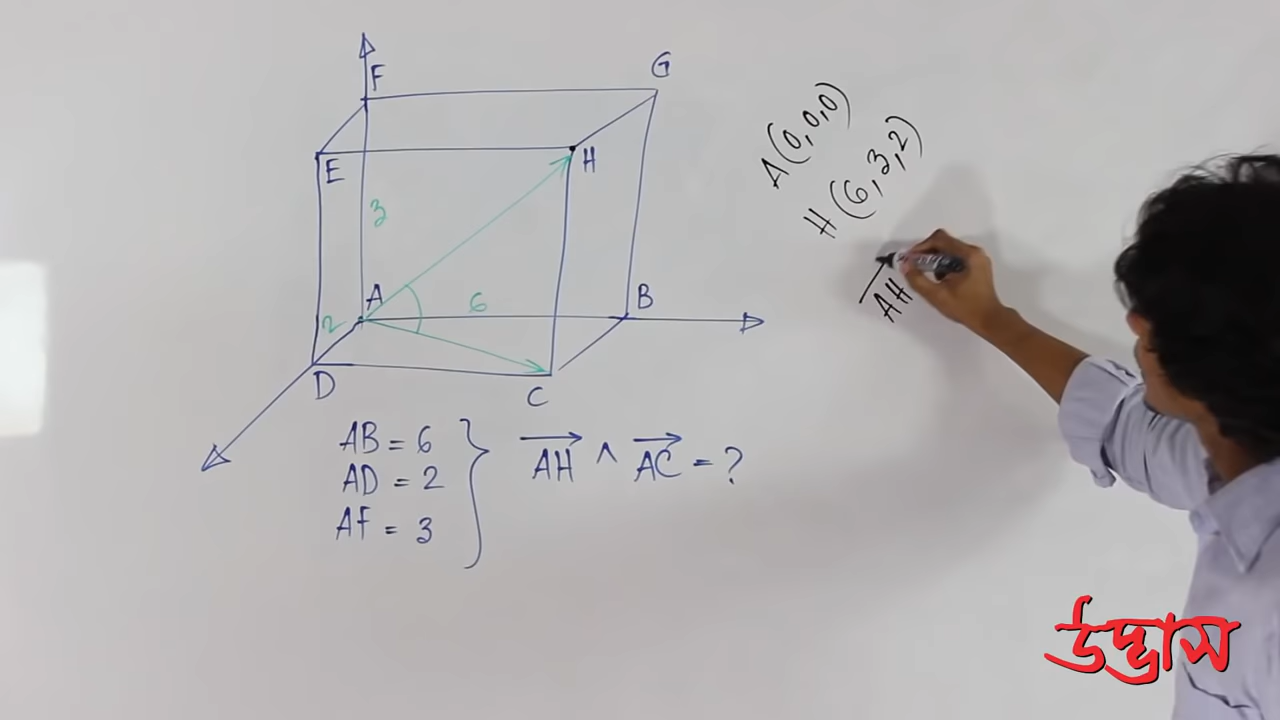 F
G
E
H
3
A
6
B
2
D
C
A(0,0,0)
H(6,3,2)
AH
AB = 6
AD = 2
AF = 3
AH ^ AC = ?
উদ্ভাস